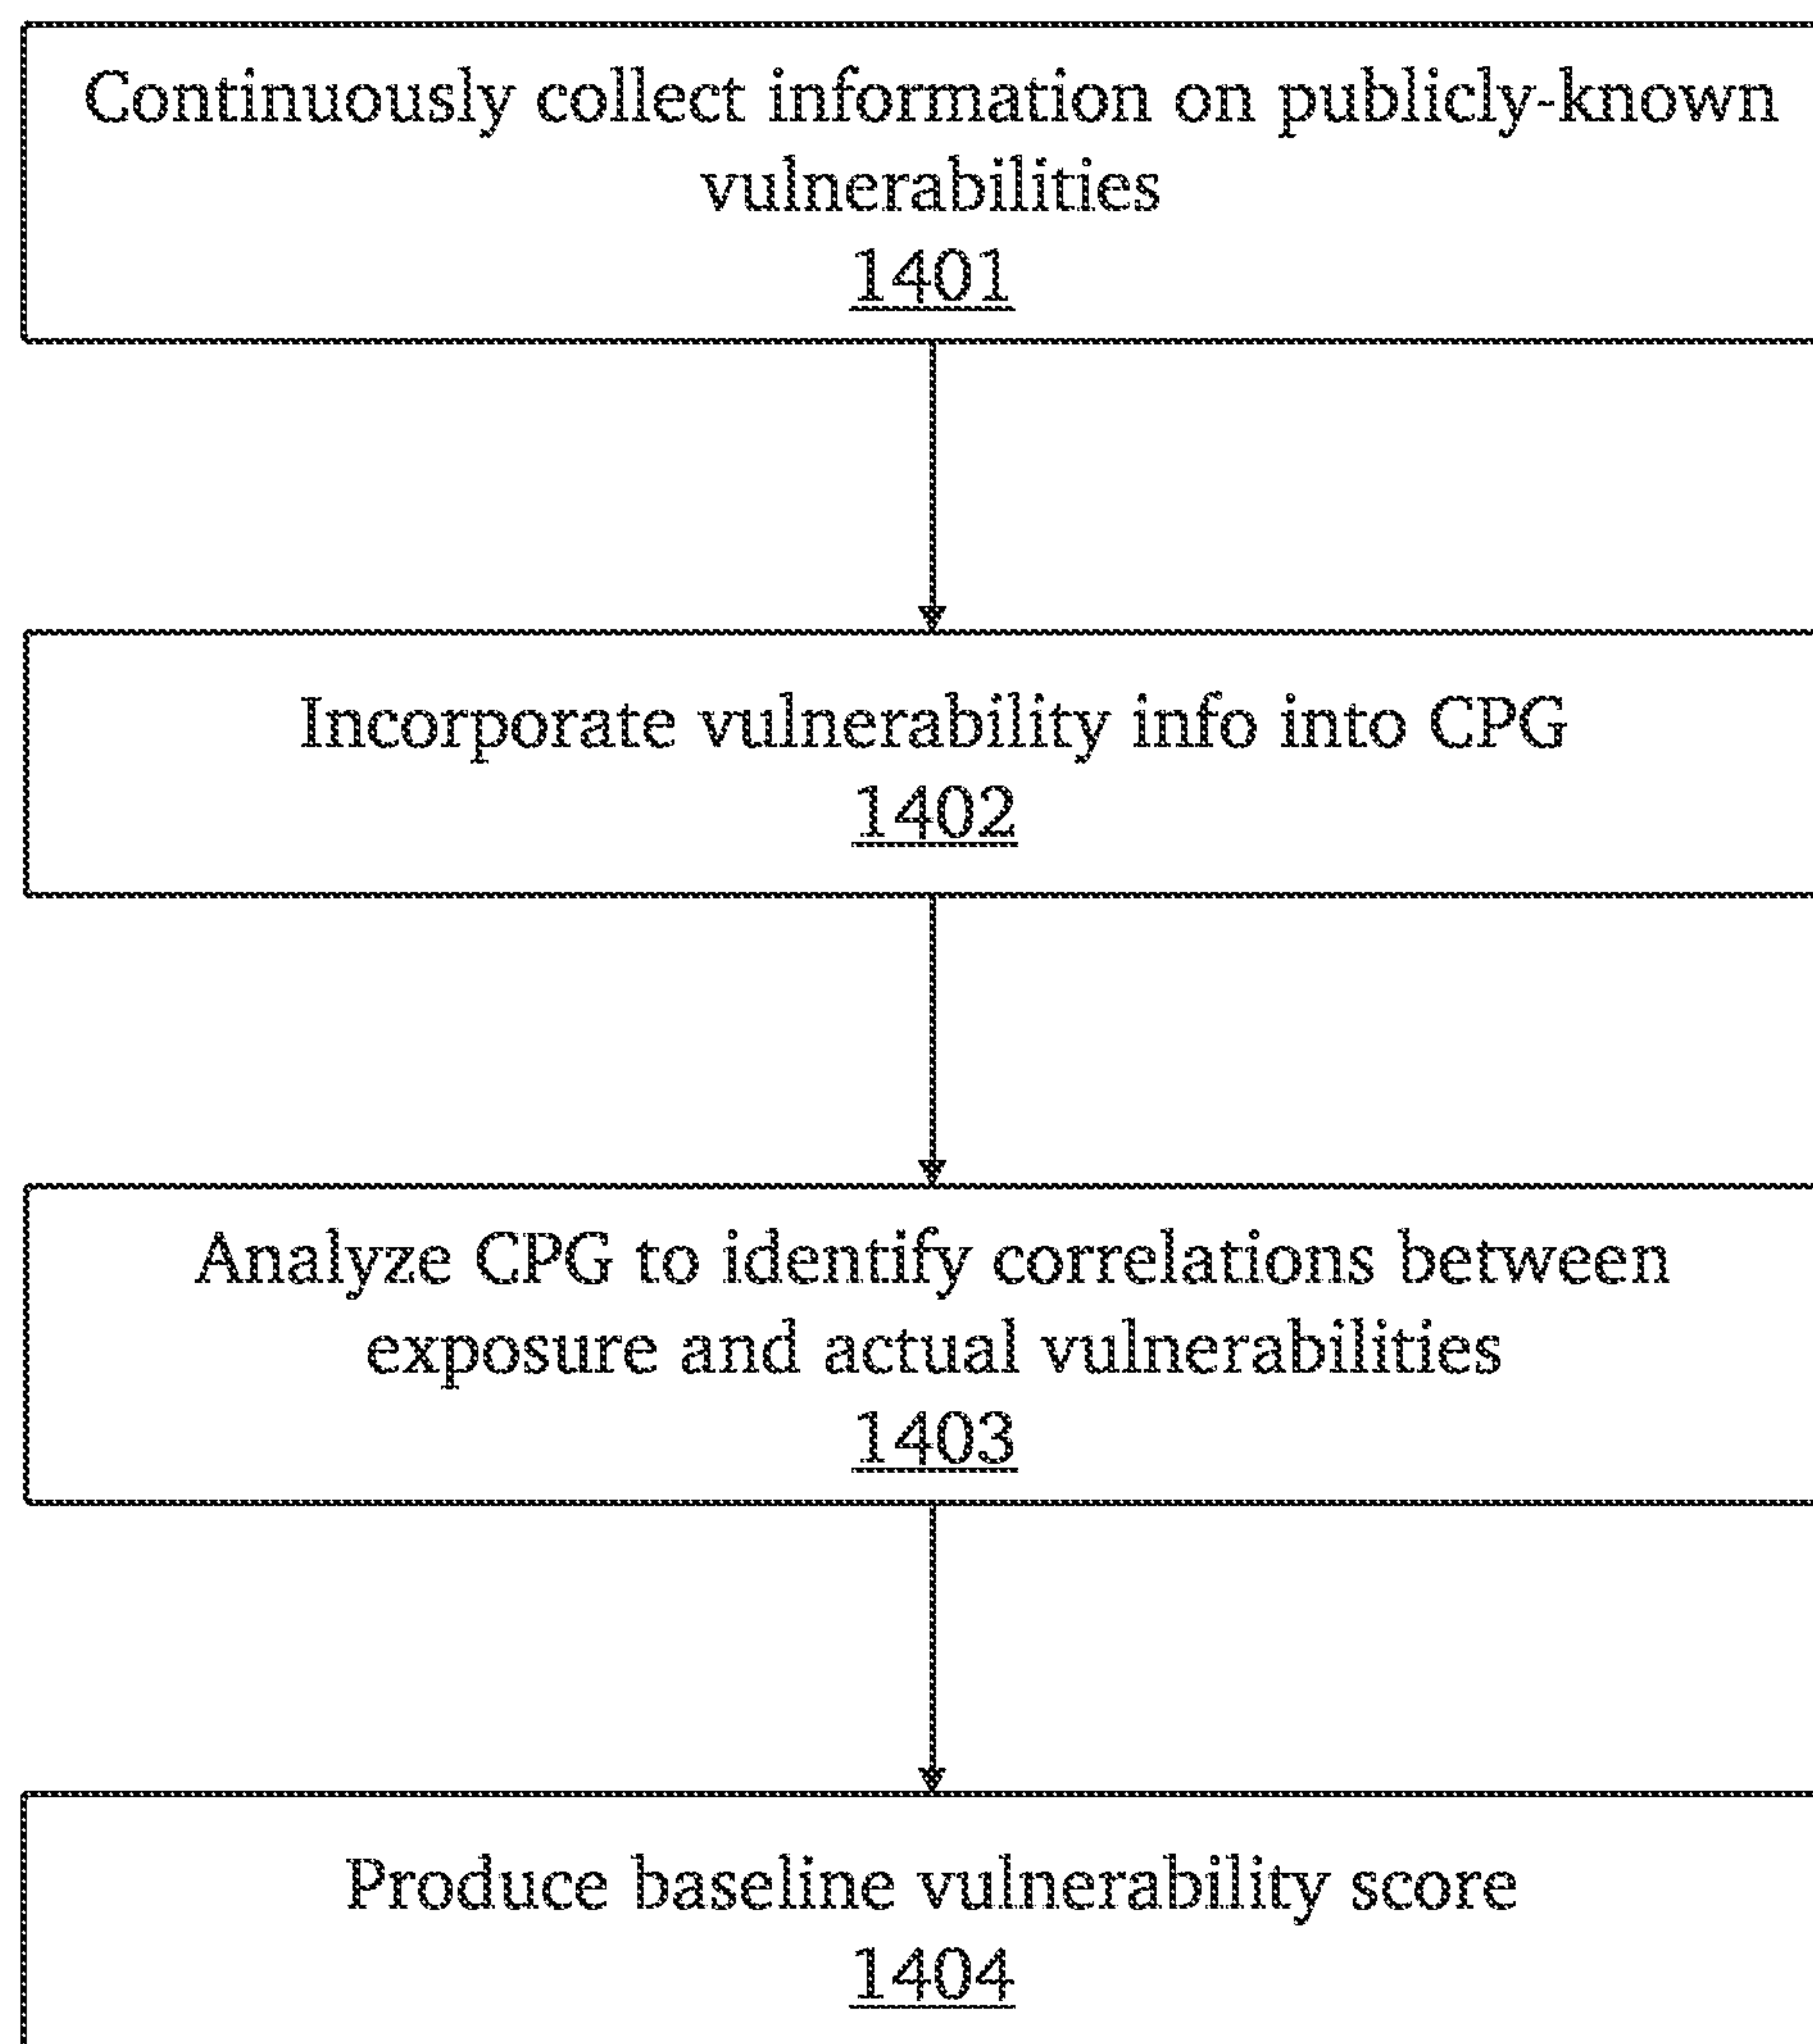 Continuously collect information on publicly-known
vulnerabilities
1401
Incorporate vulnerability info into CPG
1402
Analyze CPG to identify correlations between
exposure and actual vulnerabilities
1403
Produce baseline vulnerability score
1404